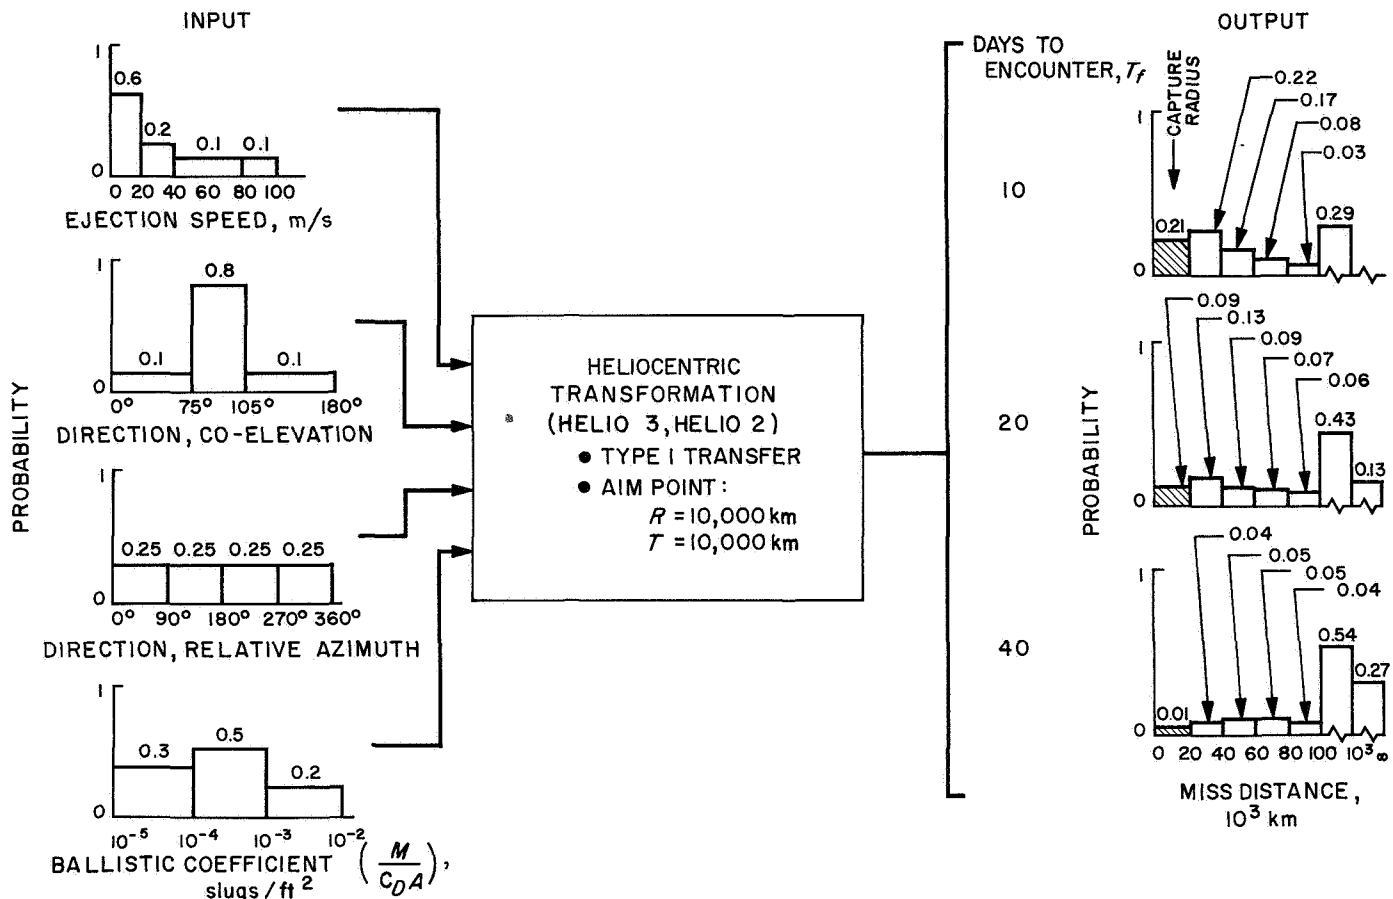 INPUT
1
0.6
0.2
0.1
0.1
0
0 20 40 60 80 100
EJECTION SPEED, m/s
1
0.8
0.1
0.1
0
0° 75° 105° 180°
DIRECTION, CO-ELEVATION
PROBABILITY
1
0.25 0.25 0.25 0.25
0
0° 90° 180° 270° 360°
DIRECTION, RELATIVE AZIMUTH
1
0.3
0.5
0.2
0
10⁻⁵ 10⁻⁴ 10⁻³ 10⁻²
BALLISTIC COEFFICIENT (M/C_D A),
slugs/ft²
HELIOCENTRIC
TRANSFORMATION
(HELIO 3, HELIO 2)
● TYPE I TRANSFER
● AIM POINT:
R = 10,000 km
T = 10,000 km
DAYS TO
ENCOUNTER, T_f
10
20
40
OUTPUT
CAPTURE
RADIUS
0.22
0.17
0.08
0.03
1
0.21
0.29
0
0.09
0.13
0.09
0.07
0.06
1
0.43
0.13
0
PROBABILITY
0.04
0.05
0.05
0.04
1
0.54
0.27
0.01
0
0 20 40 60 80 100 10³ ∞
MISS DISTANCE,
10³ km